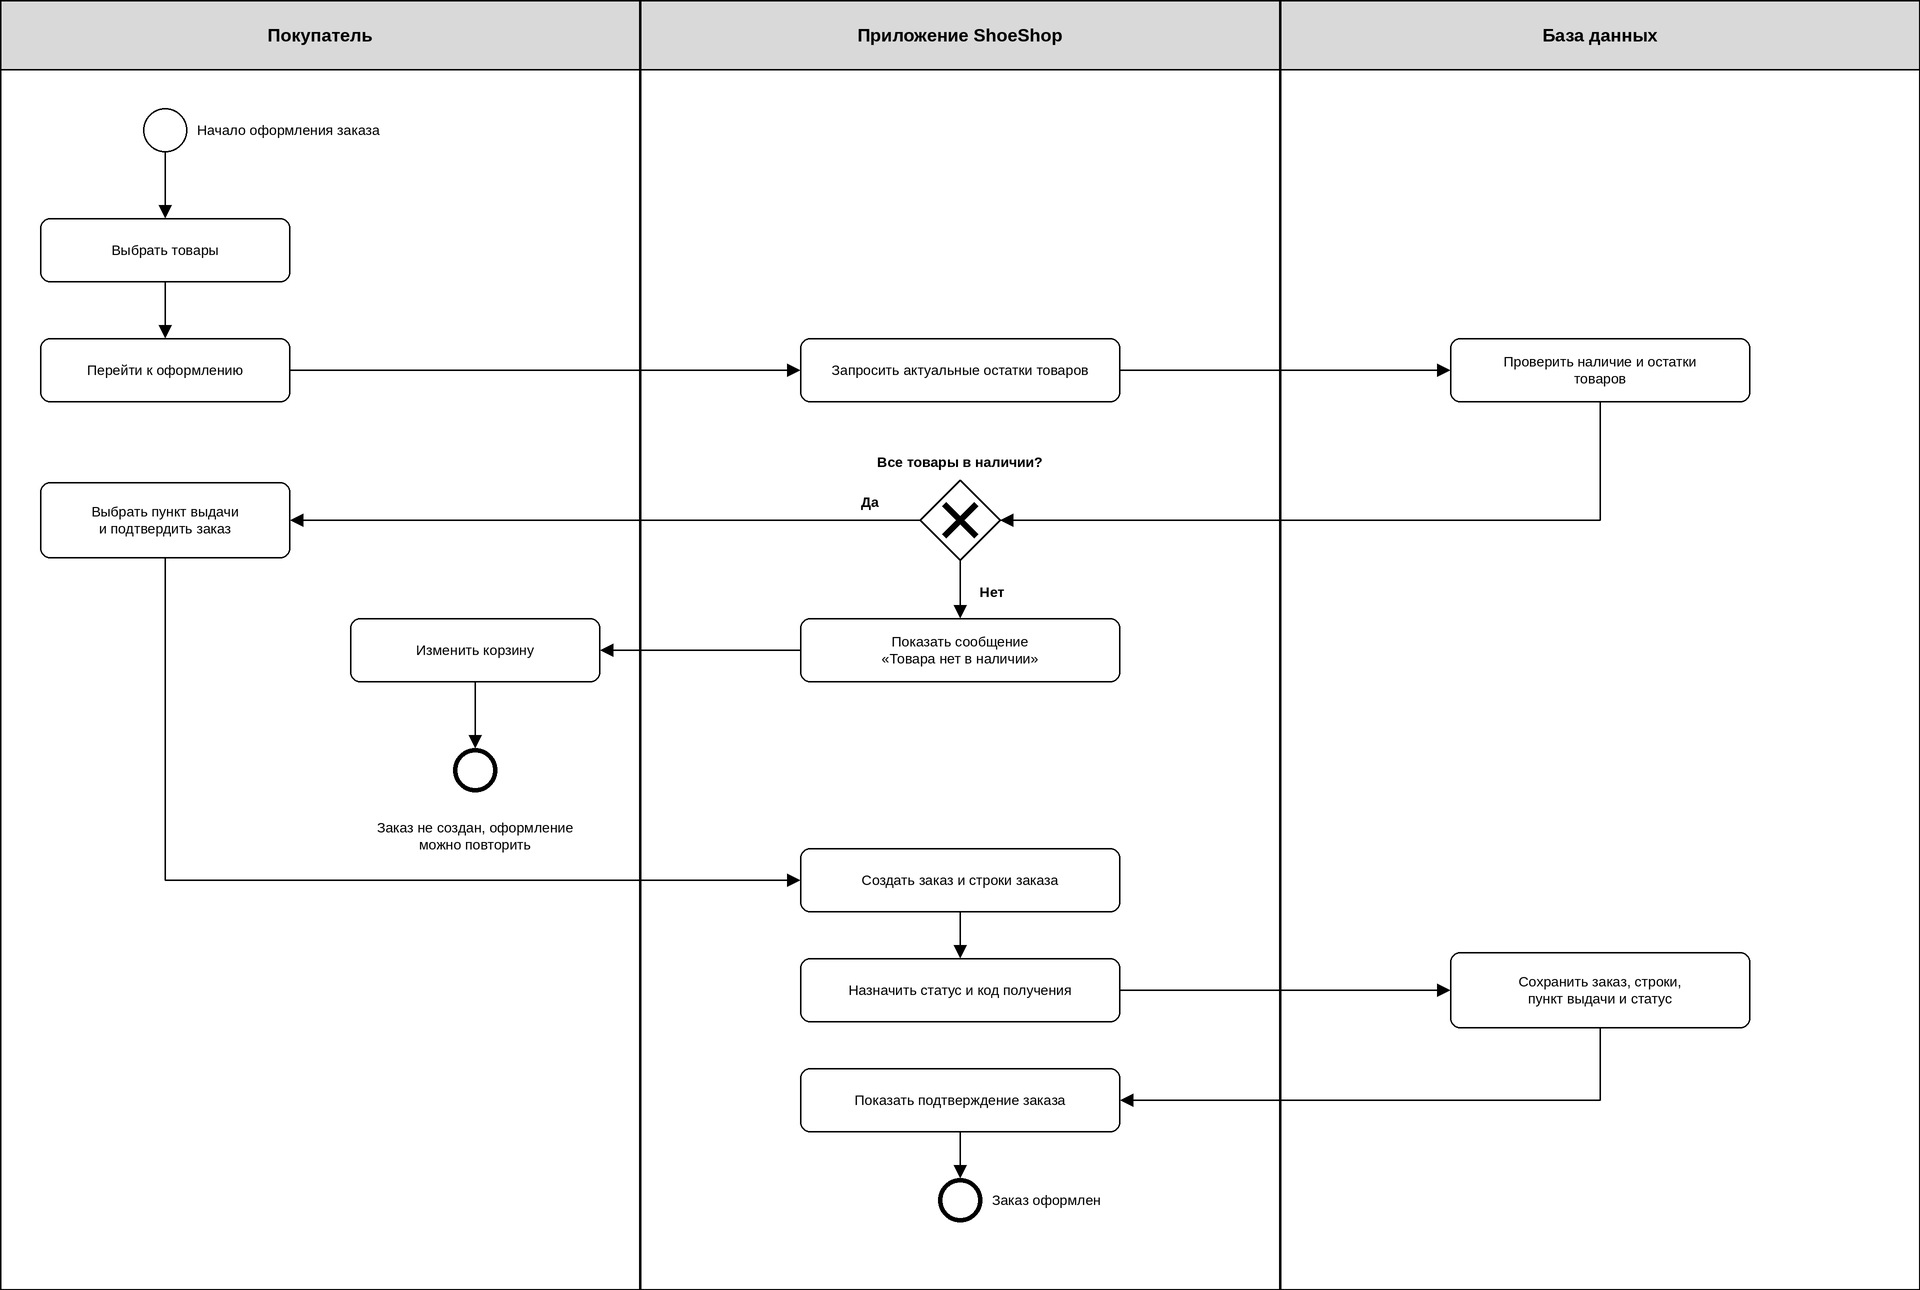 Покупатель
Приложение ShoeShop
База данных
Начало оформления заказа
Выбрать товары
Перейти к оформлению
Запросить актуальные остатки товаров
Проверить наличие и остатки
товаров
Все товары в наличии?
Да
Выбрать пункт выдачи
и подтвердить заказ
Нет
Изменить корзину
Показать сообщение
«Товара нет в наличии»
Заказ не создан, оформление
можно повторить
Создать заказ и строки заказа
Назначить статус и код получения
Сохранить заказ, строки,
пункт выдачи и статус
Показать подтверждение заказа
Заказ оформлен